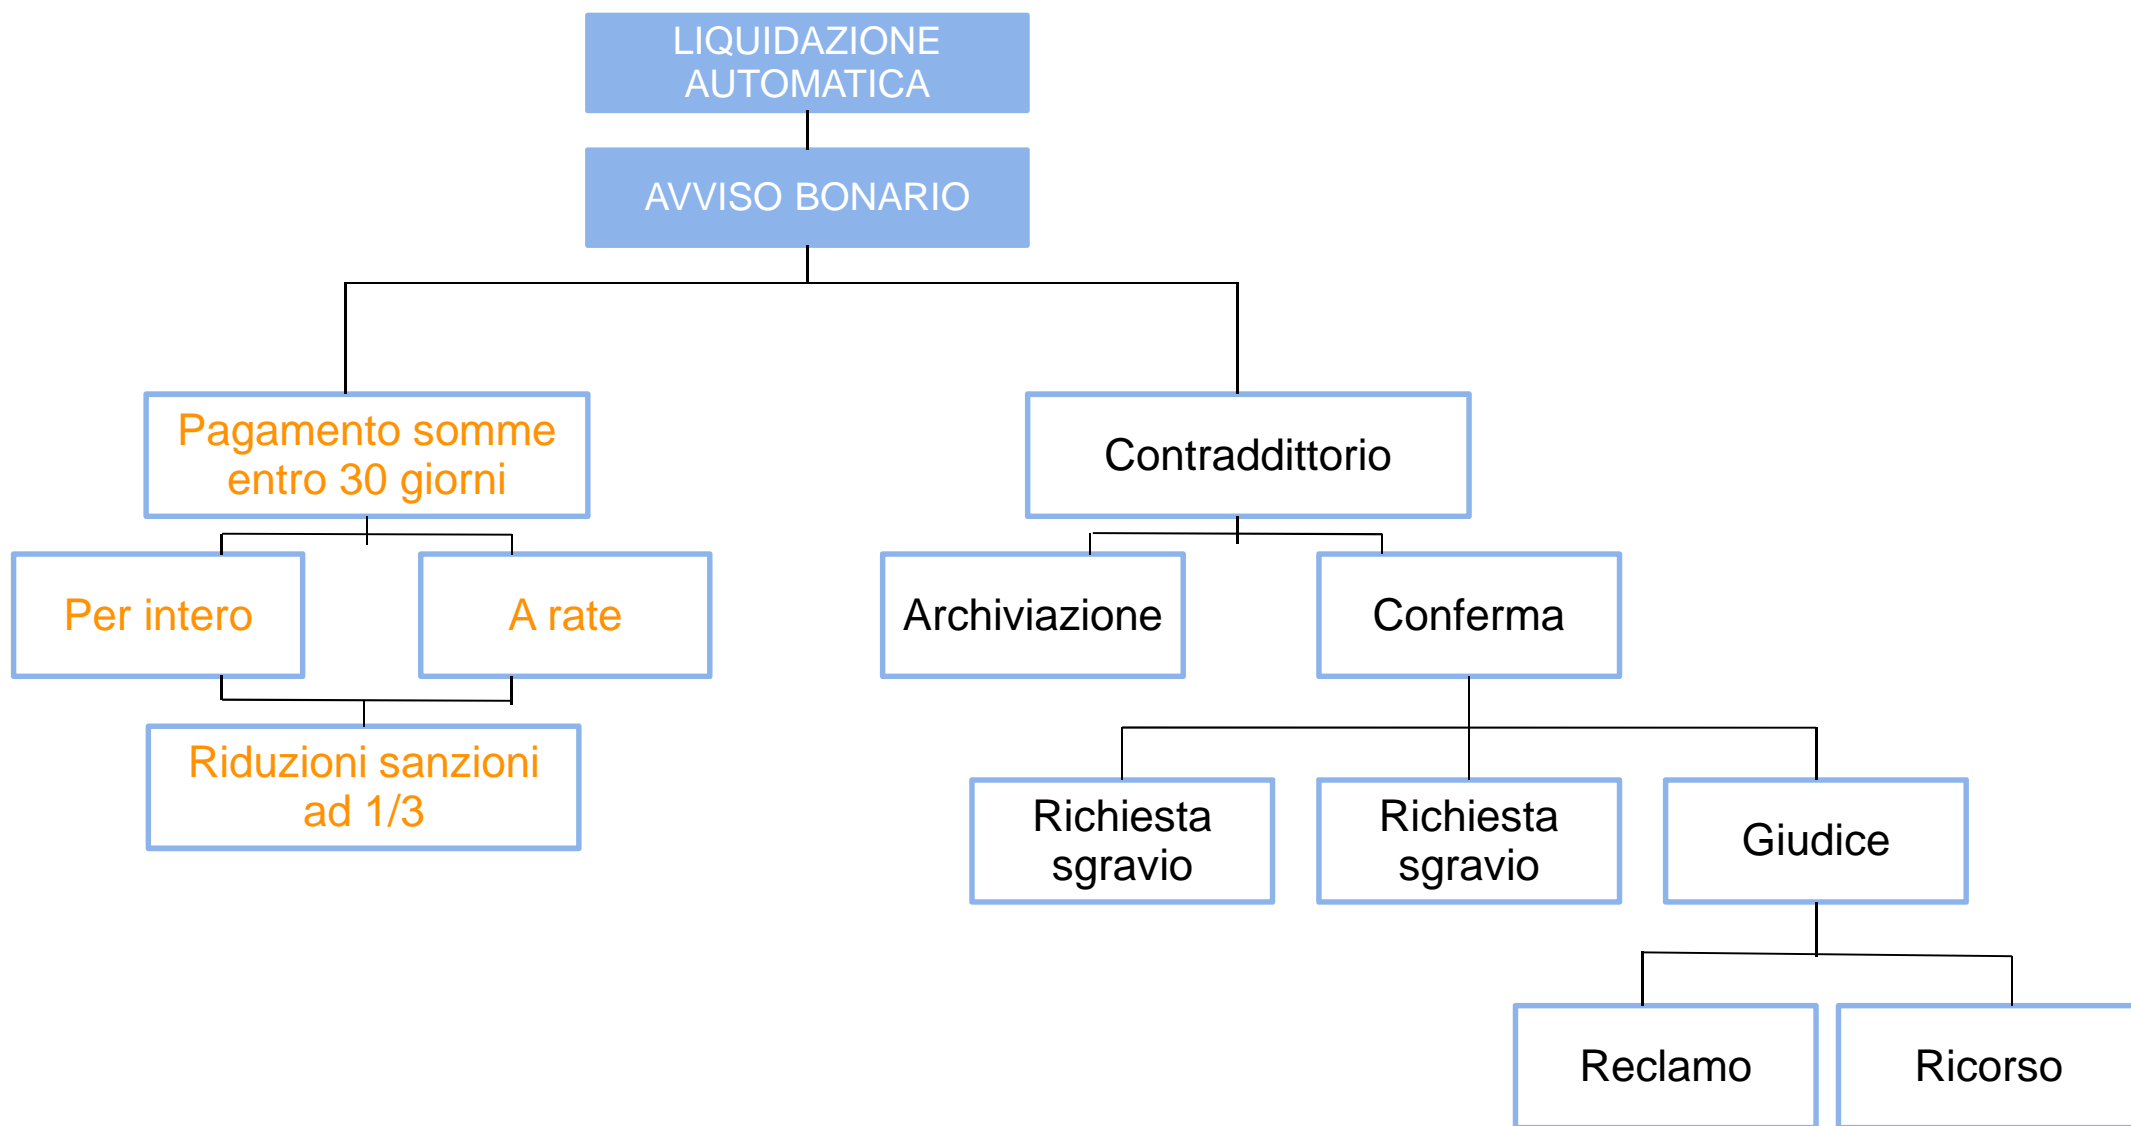 LIQUIDAZIONE
AUTOMATICA
AVVISO BONARIO
Pagamento somme
entro 30 giorni
Contraddittorio
Per intero
A rate
Archiviazione
Conferma
Riduzioni sanzioni
ad 1/3
Richiesta
sgravio
Richiesta
sgravio
Giudice
Reclamo
Ricorso